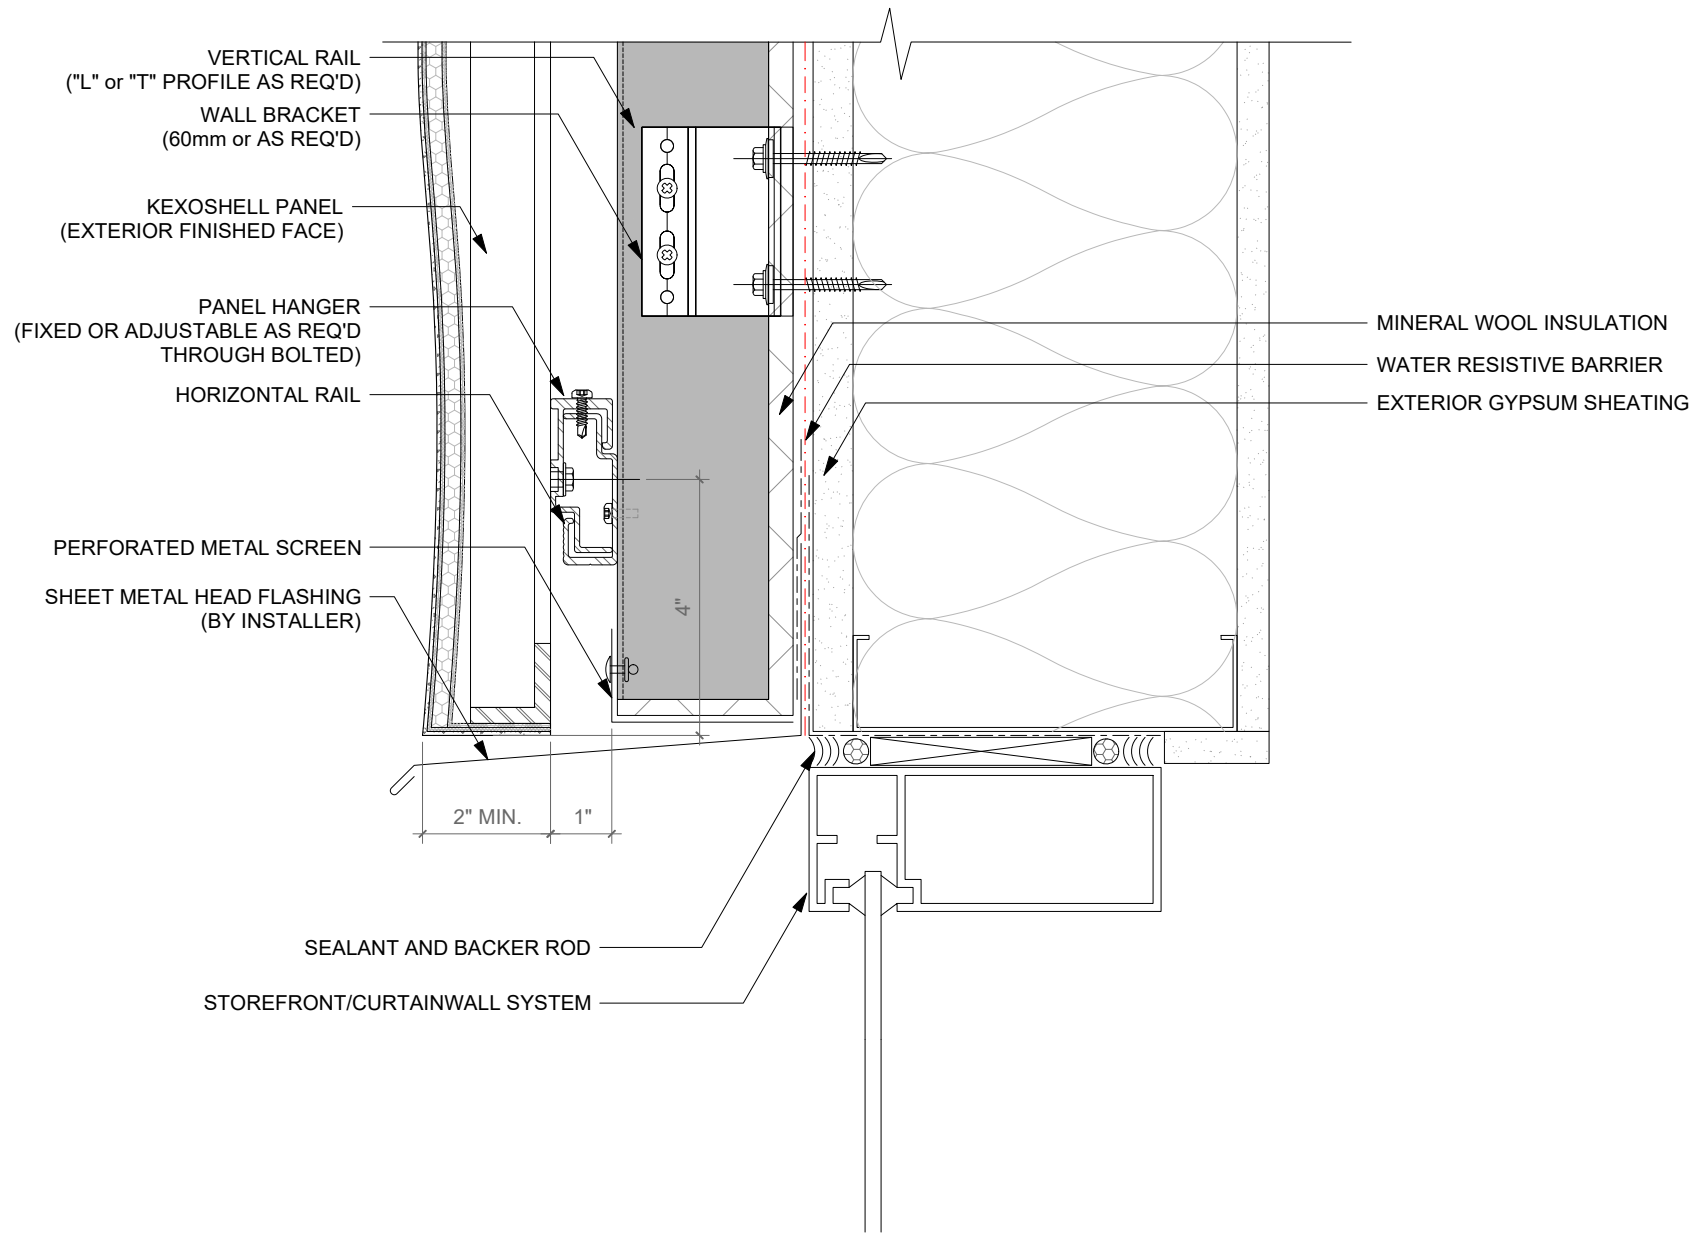 VERTICAL RAIL
("L" or "T" PROFILE AS REQ'D)
WALL BRACKET
(60mm or AS REQ'D)
KEXOSHELL PANEL
(EXTERIOR FINISHED FACE)
PANEL HANGER
(FIXED OR ADJUSTABLE AS REQ'D
THROUGH BOLTED)
HORIZONTAL RAIL
PERFORATED METAL SCREEN
SHEET METAL HEAD FLASHING
(BY INSTALLER)
MINERAL WOOL INSULATION
WATER RESISTIVE BARRIER
EXTERIOR GYPSUM SHEATING
4"
2" MIN.
1"
SEALANT AND BACKER ROD
STOREFRONT/CURTAINWALL SYSTEM